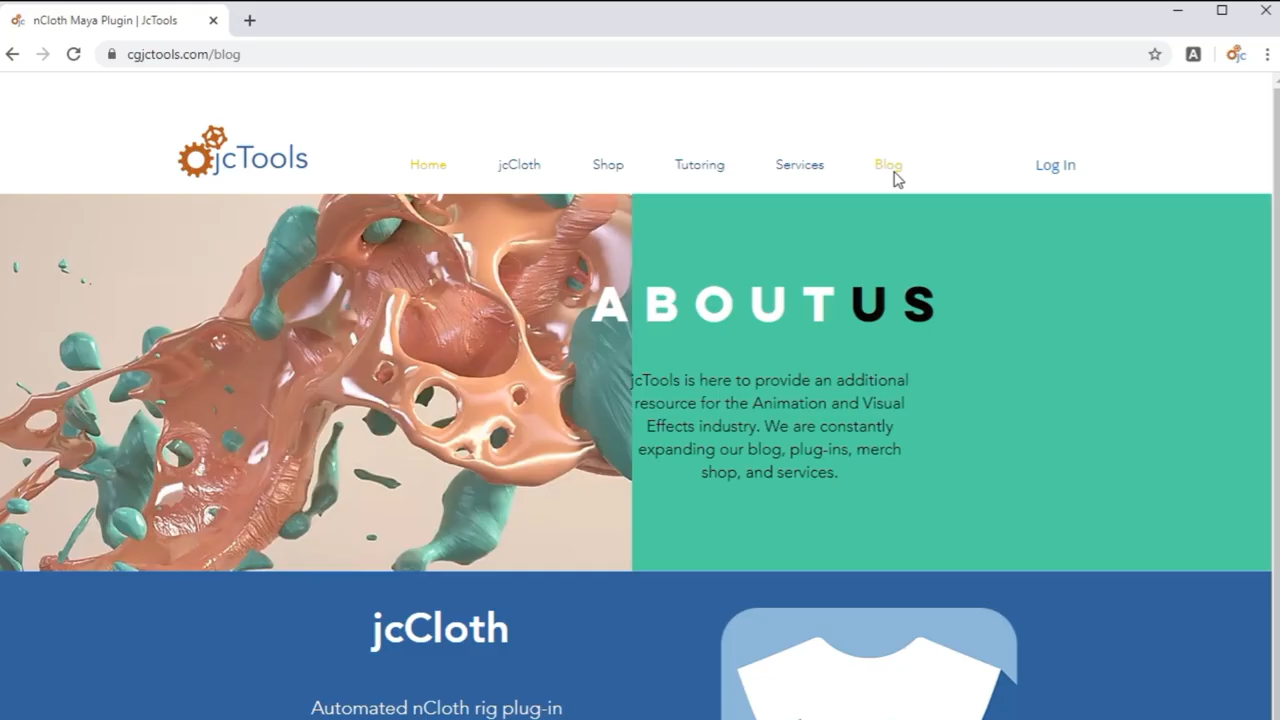 nCloth Maya Plugin | JcTools
cgjctools.com/blog
A
jc
jcTools
Home
jcCloth
Shop
Tutoring
Services
Blog
Log In
ABOUT US
jcTools is here to provide an additional
resource for the Animation and Visual
Effects industry. We are constantly
expanding our blog, plug-ins, merch
shop, and services.
jcCloth
Automated nCloth rig plug-in